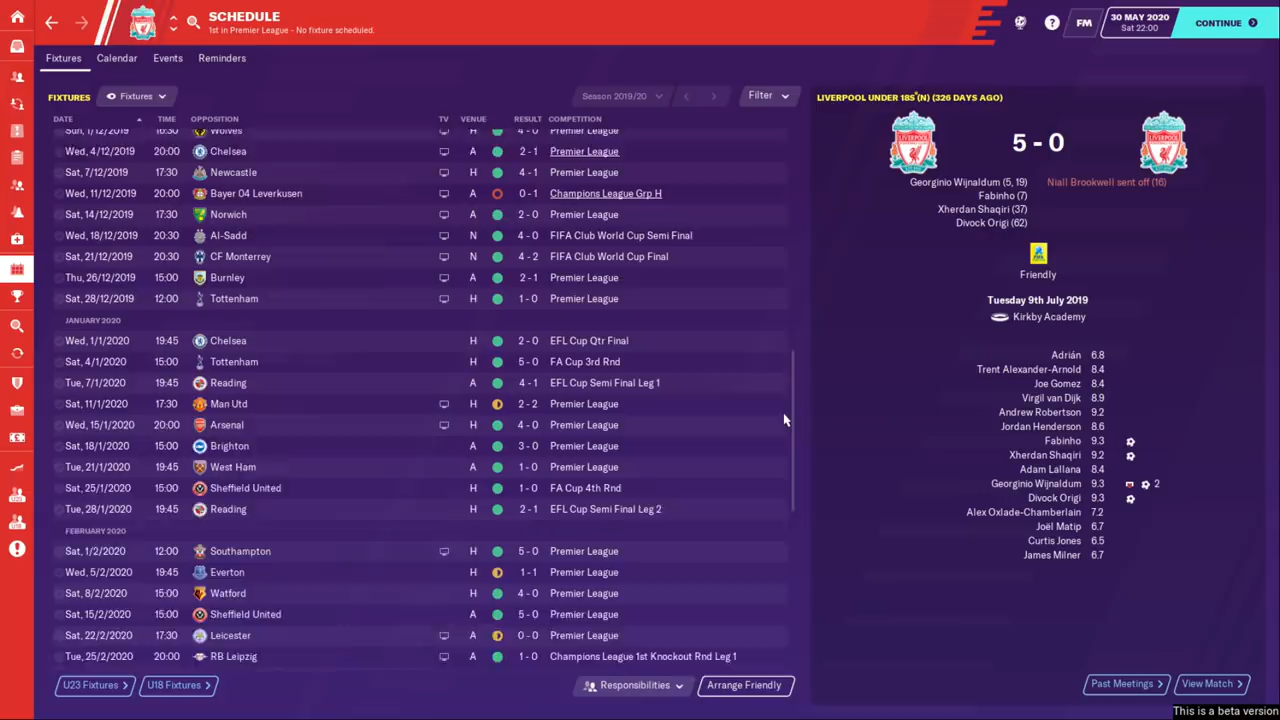 SCHEDULE
1st in Premier League - No fixture scheduled.
FM
30 MAY 2020
Sat 22:00
CONTINUE
Fixtures Calendar Events Reminders
FIXTURES Fixtures Season 2019/20 Filter
DATE TIME OPPOSITION TV VENUE RESULT COMPETITION
Sun, 1/12/2019 16:30 Wolves H 4 - 0 Premier League
Wed, 4/12/2019 20:00 Chelsea A 2 - 1 Premier League
Sat, 7/12/2019 17:30 Newcastle H 4 - 1 Premier League
Wed, 11/12/2019 20:00 Bayer 04 Leverkusen A 0 - 1 Champions League Grp H
Sat, 14/12/2019 17:30 Norwich A 2 - 0 Premier League
Wed, 18/12/2019 20:30 Al-Sadd N 4 - 0 FIFA Club World Cup Semi Final
Sat, 21/12/2019 20:30 CF Monterrey N 4 - 2 FIFA Club World Cup Final
Thu, 26/12/2019 15:00 Burnley A 2 - 1 Premier League
Sat, 28/12/2019 12:00 Tottenham H 1 - 0 Premier League
JANUARY 2020
Wed, 1/1/2020 19:45 Chelsea H 2 - 0 EFL Cup Qtr Final
Sat, 4/1/2020 15:00 Tottenham H 5 - 0 FA Cup 3rd Rnd
Tue, 7/1/2020 19:45 Reading A 4 - 1 EFL Cup Semi Final Leg 1
Sat, 11/1/2020 17:30 Man Utd H 2 - 2 Premier League
Wed, 15/1/2020 20:00 Arsenal H 4 - 0 Premier League
Sat, 18/1/2020 15:00 Brighton A 3 - 0 Premier League
Tue, 21/1/2020 19:45 West Ham A 1 - 0 Premier League
Sat, 25/1/2020 15:00 Sheffield United H 1 - 0 FA Cup 4th Rnd
Tue, 28/1/2020 19:45 Reading H 2 - 1 EFL Cup Semi Final Leg 2
FEBRUARY 2020
Sat, 1/2/2020 12:00 Southampton H 5 - 0 Premier League
Wed, 5/2/2020 19:45 Everton H 1 - 1 Premier League
Sat, 8/2/2020 15:00 Watford H 4 - 0 Premier League
Sat, 15/2/2020 15:00 Sheffield United A 5 - 0 Premier League
Sat, 22/2/2020 17:30 Leicester A 0 - 0 Premier League
Tue, 25/2/2020 20:00 RB Leipzig A 1 - 0 Champions League 1st Knockout Rnd Leg 1
U23 Fixtures > U18 Fixtures > Responsibilities Arrange Friendly
LIVERPOOL UNDER 18S (N) (326 DAYS AGO)
5 - 0
Georginio Wijnaldum (5, 19) Niall Brookwell sent off (16)
Fabinho (7)
Xherdan Shaqiri (37)
Divock Origi (62)
Friendly
Tuesday 9th July 2019
Kirkby Academy
Adrián 6.8
Trent Alexander-Arnold 8.4
Joe Gomez 8.4
Virgil van Dijk 8.9
Andrew Robertson 9.2
Jordan Henderson 8.6
Fabinho 9.3
Xherdan Shaqiri 9.2
Adam Lallana 8.4
Georginio Wijnaldum 9.3 2
Divock Origi 9.3
Alex Oxlade-Chamberlain 7.2
Joël Matip 6.7
Curtis Jones 6.5
James Milner 6.7
Past Meetings > View Match >
This is a beta version